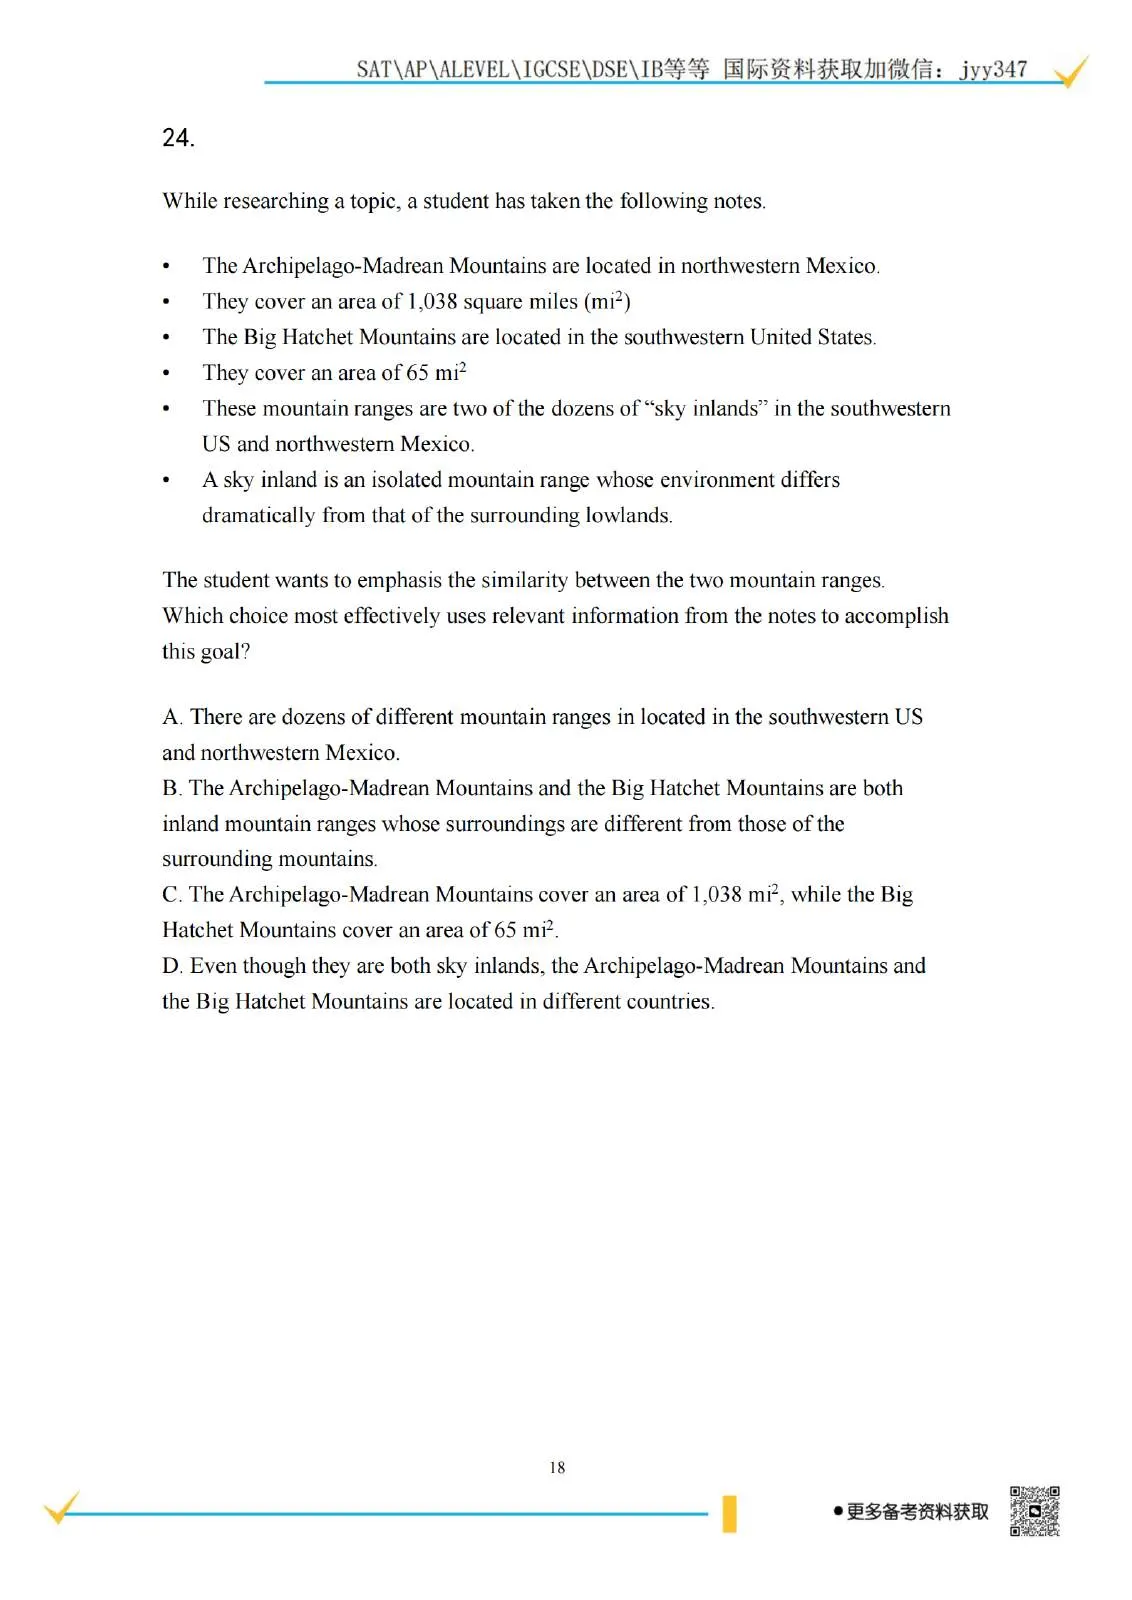 SAT\AP\ALEVEL\IGCSE\DSE\IB等等 国际资料获取加微信：jyy347
24.
While researching a topic, a student has taken the following notes.
• The Archipelago-Madrean Mountains are located in northwestern Mexico.
• They cover an area of 1,038 square miles (mi²)
• The Big Hatchet Mountains are located in the southwestern United States.
• They cover an area of 65 mi²
• These mountain ranges are two of the dozens of “sky inlands” in the southwestern
US and northwestern Mexico.
• A sky inland is an isolated mountain range whose environment differs
dramatically from that of the surrounding lowlands.
The student wants to emphasis the similarity between the two mountain ranges.
Which choice most effectively uses relevant information from the notes to accomplish
this goal?
A. There are dozens of different mountain ranges in located in the southwestern US
and northwestern Mexico.
B. The Archipelago-Madrean Mountains and the Big Hatchet Mountains are both
inland mountain ranges whose surroundings are different from those of the
surrounding mountains.
C. The Archipelago-Madrean Mountains cover an area of 1,038 mi², while the Big
Hatchet Mountains cover an area of 65 mi².
D. Even though they are both sky inlands, the Archipelago-Madrean Mountains and
the Big Hatchet Mountains are located in different countries.
18
•更多备考资料获取